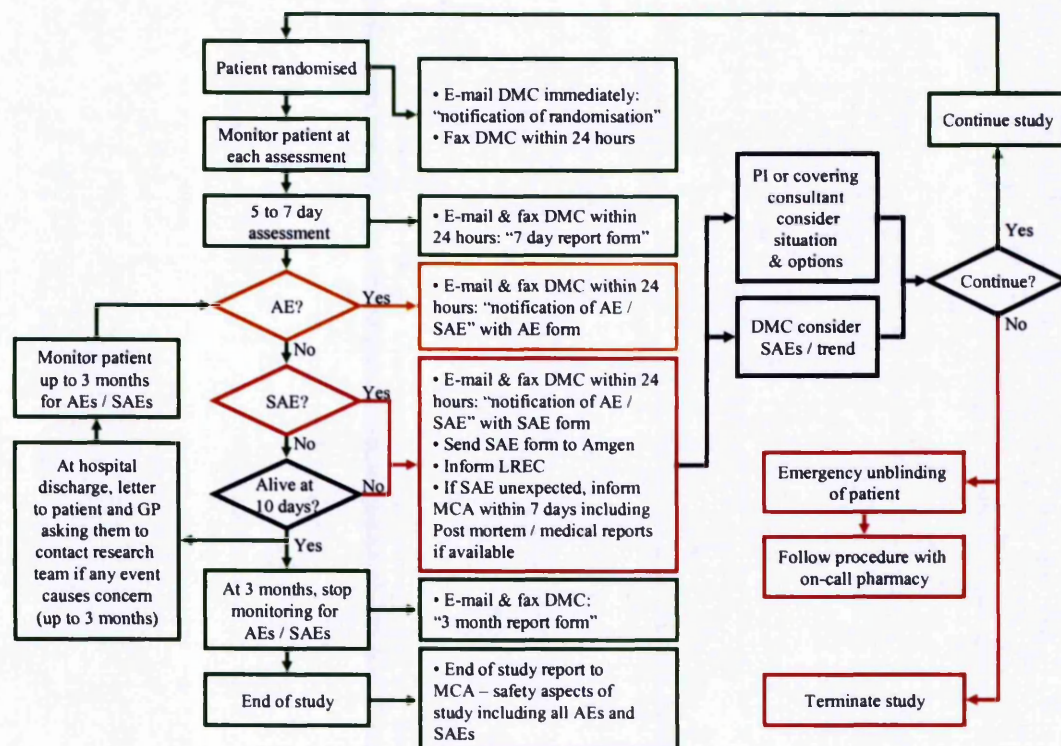 Patient randomised
• E-mail DMC immediately:
“notification of randomisation”
• Fax DMC within 24 hours
Monitor patient at
each assessment
5 to 7 day
assessment
• E-mail & fax DMC within
24 hours: “7 day report form”
AE?
Yes
No
• E-mail & fax DMC within 24
hours: “notification of AE /
SAE” with AE form
Monitor patient
up to 3 months
for AEs / SAEs
SAE?
Yes
No
• E-mail & fax DMC within 24
hours: “notification of AE /
SAE” with SAE form
• Send SAE form to Amgen
• Inform LREC
• If SAE unexpected, inform
MCA within 7 days including
Post mortem / medical reports
if available
Alive at
10 days?
No
Yes
At hospital
discharge, letter
to patient and GP
asking them to
contact research
team if any event
causes concern
(up to 3 months)
At 3 months, stop
monitoring for
AEs / SAEs
• E-mail & fax DMC:
“3 month report form”
End of study
• End of study report to
MCA – safety aspects of
study including all AEs and
SAEs
PI or covering
consultant
consider
situation
& options
DMC consider
SAEs / trend
Continue study
Yes
Continue?
No
Emergency unblinding
of patient
Follow procedure with
on-call pharmacy
Terminate study